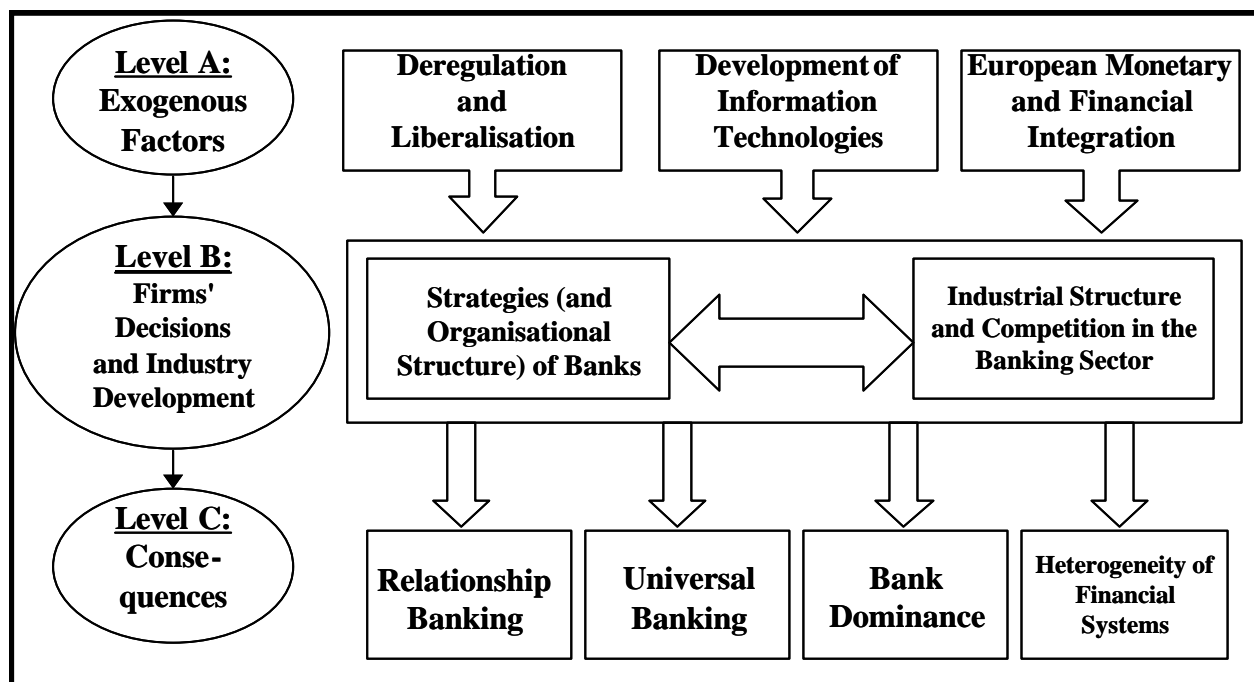 Level A:
Exogenous
Factors
Deregulation
and
Liberalisation
Development of
Information
Technologies
European Monetary
and Financial
Integration
Level B:
Firms'
Decisions
and Industry
Development
Strategies (and
Organisational
Structure) of Banks
Industrial Structure
and Competition in the
Banking Sector
Level C:
Conse-
quences
Relationship
Banking
Universal
Banking
Bank
Dominance
Heterogeneity of
Financial
Systems